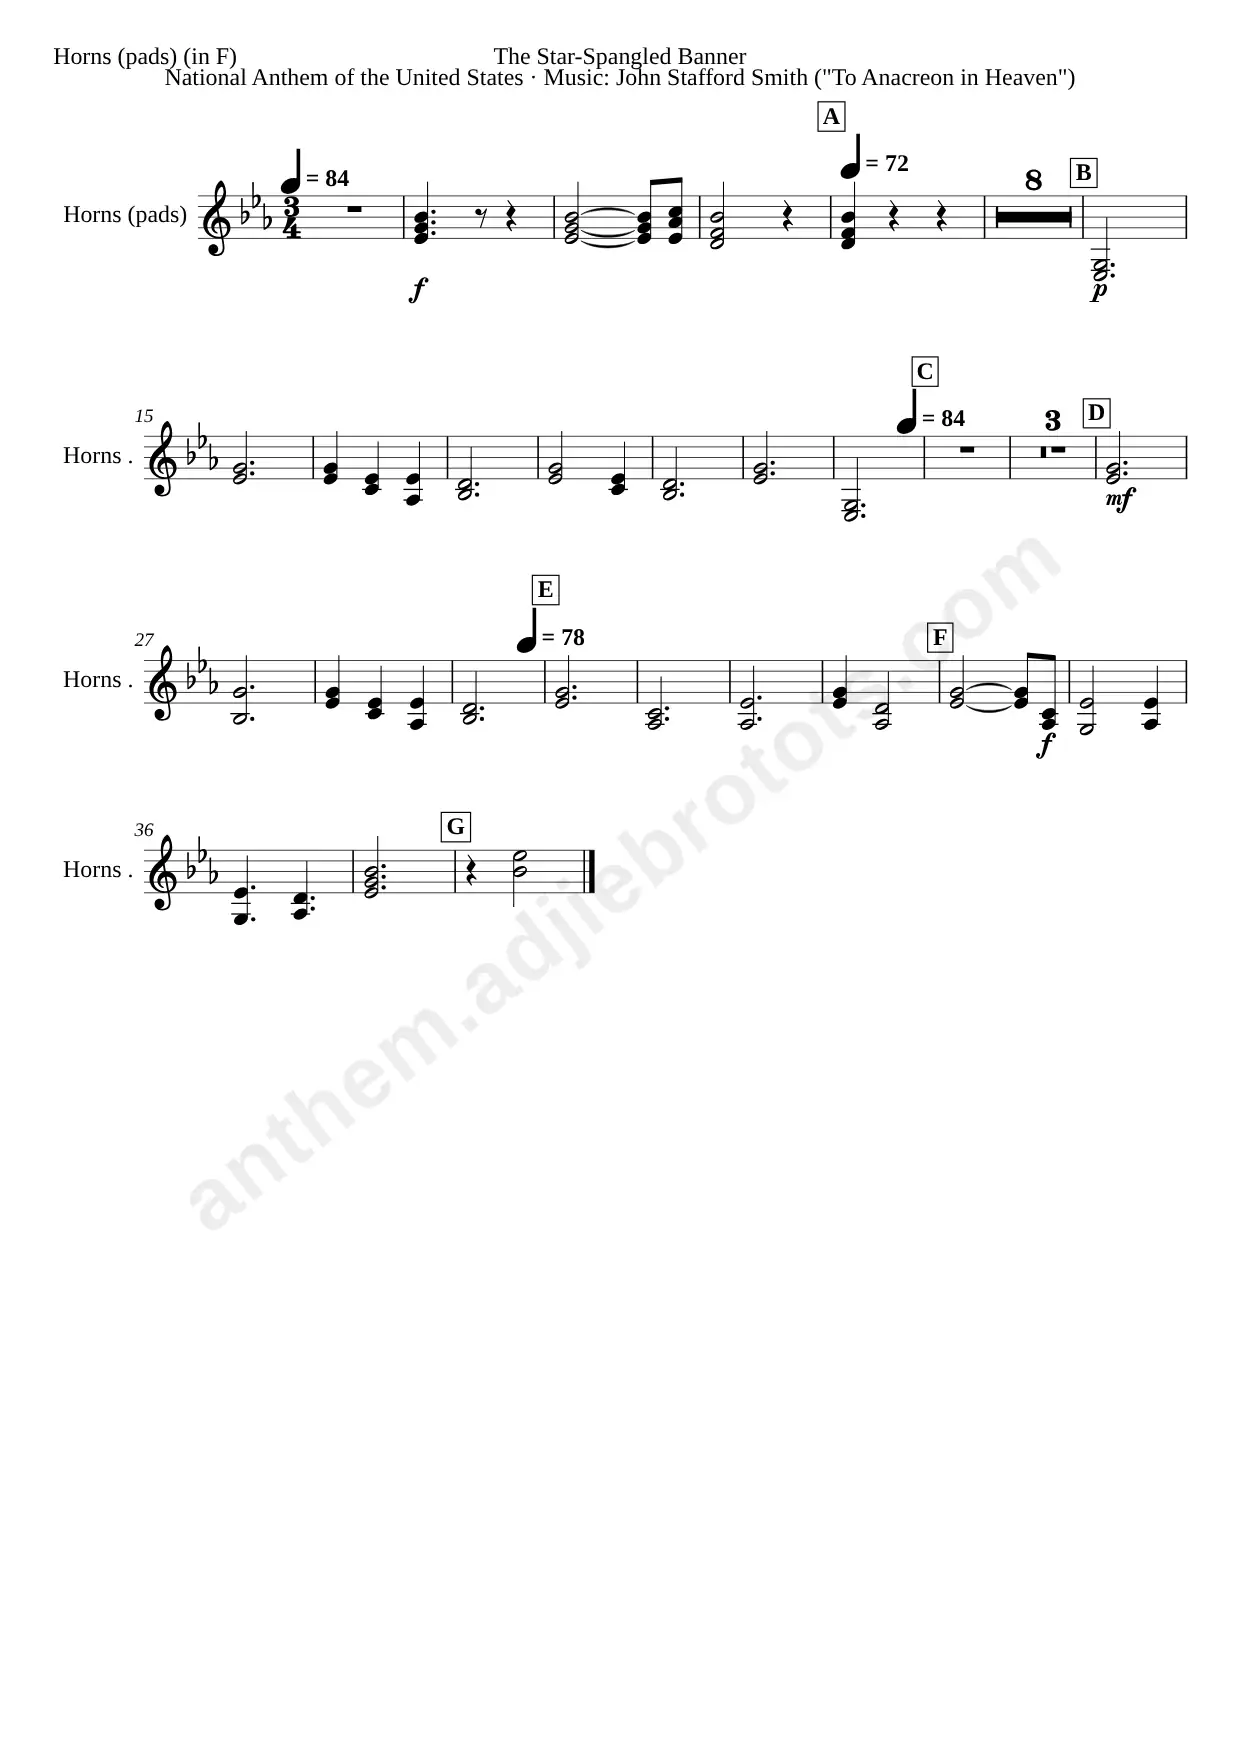 Horns (pads) (in F)
The Star-Spangled Banner
National Anthem of the United States · Music: John Stafford Smith ("To Anacreon in Heaven")
A
= 84
= 72
8
B
Horns (pads)
3
4
f
p
C
15
= 84
3
D
Horns .
mf
E
27
= 78
F
Horns .
f
36
G
Horns .
anthem.adjiebrotots.com